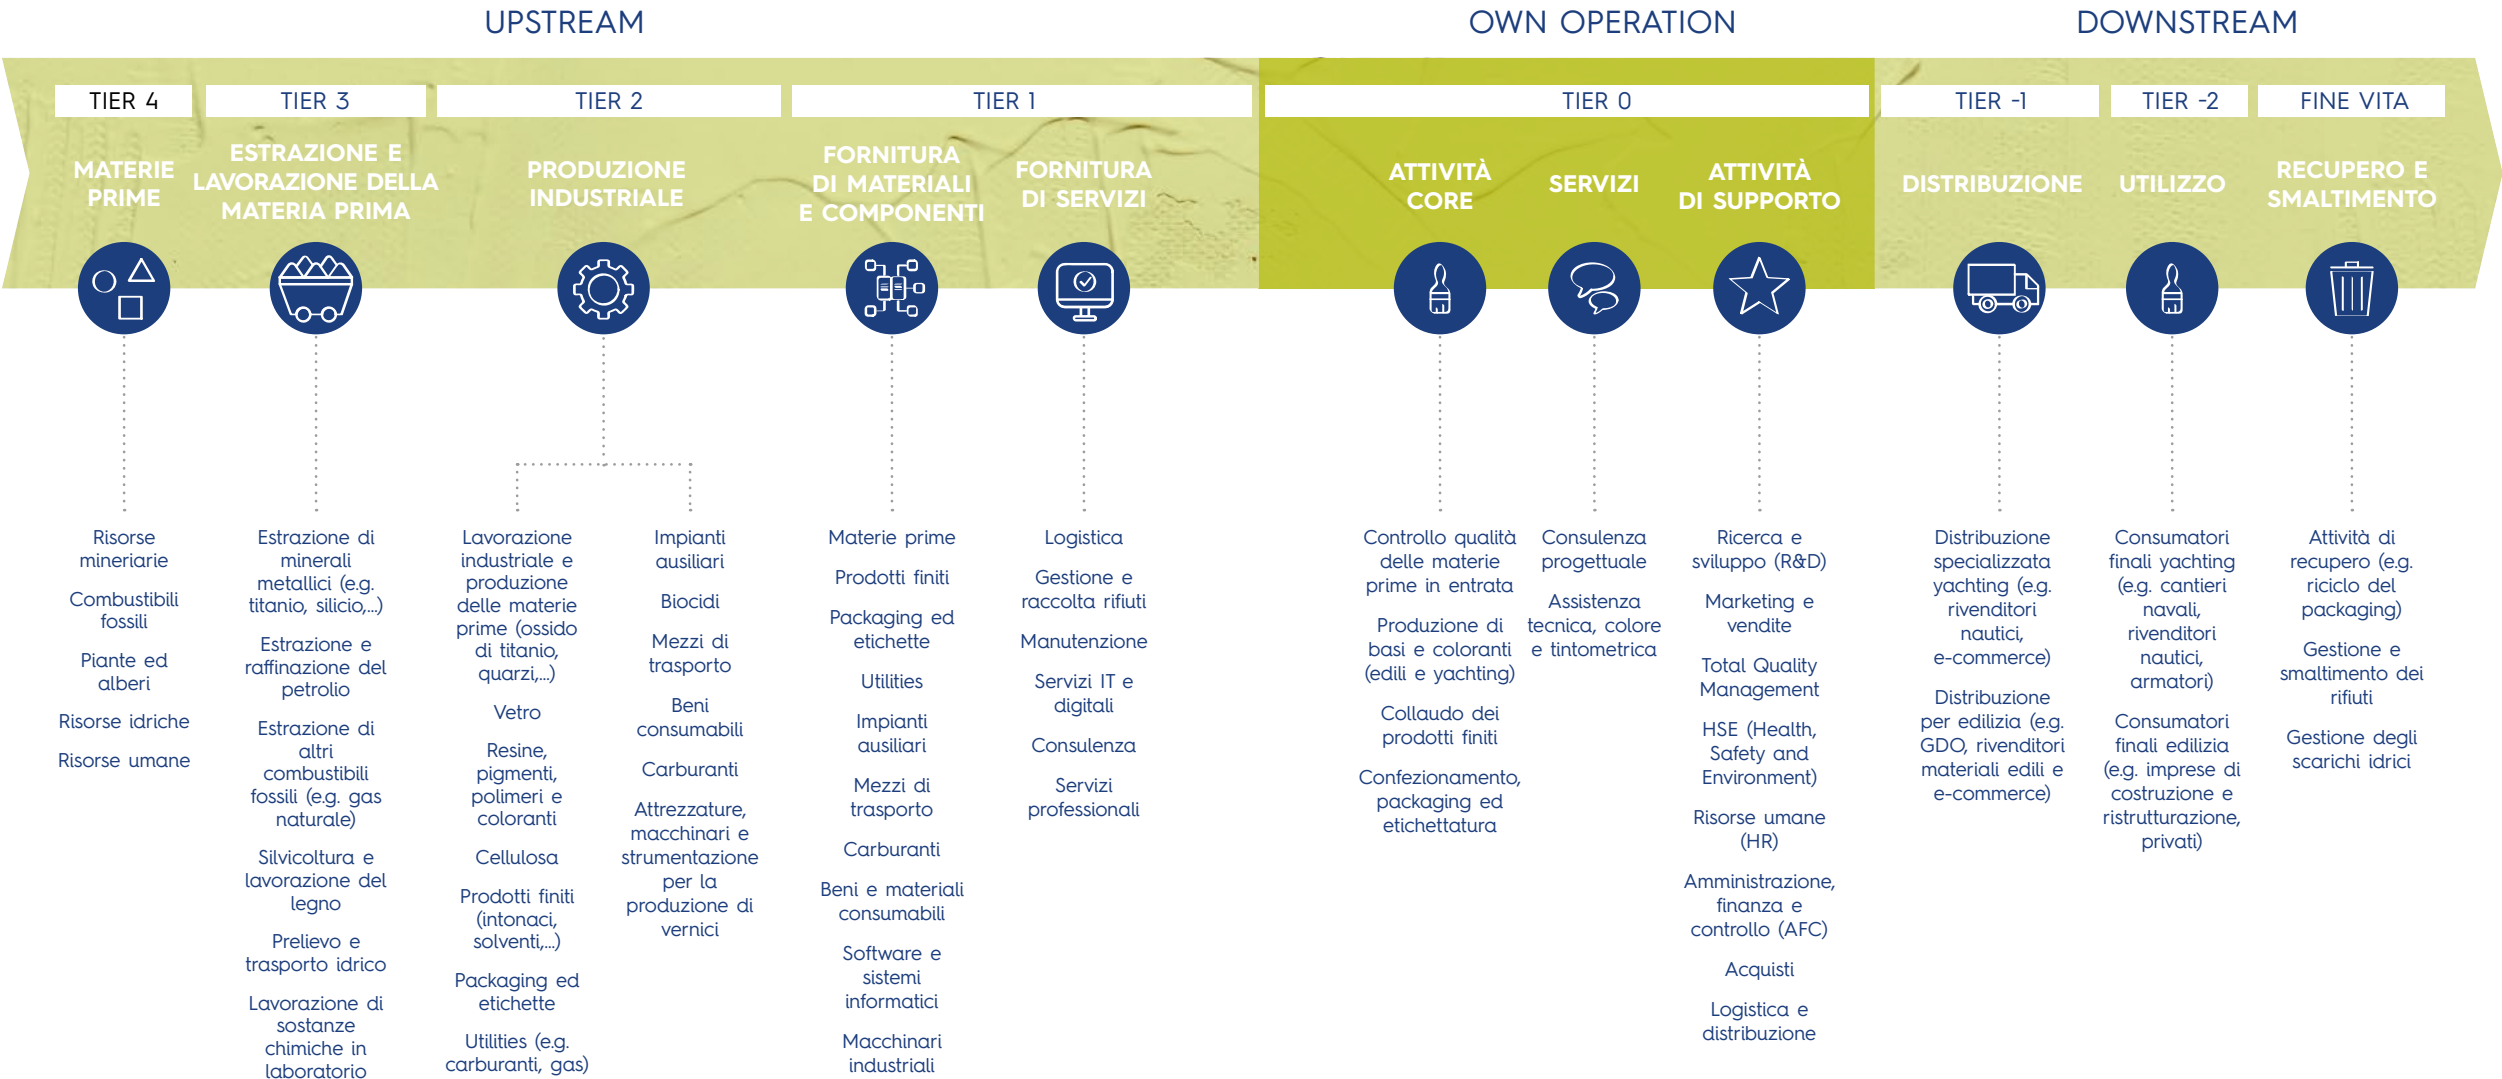 UPSTREAM
OWN OPERATION
DOWNSTREAM
TIER 4
TIER 3
TIER 2
TIER 1
TIER 0
TIER -1
TIER -2
FINE VITA
MATERIE
PRIME
ESTRAZIONE E
LAVORAZIONE DELLA
MATERIA PRIMA
PRODUZIONE
INDUSTRIALE
FORNITURA
DI MATERIALI
E COMPONENTI
FORNITURA
DI SERVIZI
ATTIVITÀ
CORE
SERVIZI
ATTIVITÀ
DI SUPPORTO
DISTRIBUZIONE
UTILIZZO
RECUPERO E
SMALTIMENTO
Risorse
mineriarie
Combustibili
fossili
Piante ed
alberi
Risorse idriche
Risorse umane
Estrazione di
minerali
metallici (e.g.
titanio, silicio,...)
Estrazione e
raffinazione del
petrolio
Estrazione di
altri
combustibili
fossili (e.g. gas
naturale)
Silvicoltura e
lavorazione del
legno
Prelievo e
trasporto idrico
Lavorazione di
sostanze
chimiche in
laboratorio
Lavorazione
industriale e
produzione
delle materie
prime (ossido
di titanio,
quarzi,...)
Vetro
Resine,
pigmenti,
polimeri e
coloranti
Cellulosa
Prodotti finiti
(intonaci,
solventi,...)
Packaging ed
etichette
Utilities (e.g.
carburanti, gas)
Impianti
ausiliari
Biocidi
Mezzi di
trasporto
Beni
consumabili
Carburanti
Attrezzature,
macchinari e
strumentazione
per la
produzione di
vernici
Materie prime
Prodotti finiti
Packaging ed
etichette
Utilities
Impianti
ausiliari
Mezzi di
trasporto
Carburanti
Beni e materiali
consumabili
Software e
sistemi
informatici
Macchinari
industriali
Logistica
Gestione e
raccolta rifiuti
Manutenzione
Servizi IT e
digitali
Consulenza
Servizi
professionali
Controllo qualità
delle materie
prime in entrata
Produzione di
basi e coloranti
(edili e yachting)
Collaudo dei
prodotti finiti
Confezionamento,
packaging ed
etichettatura
Consulenza
progettuale
Assistenza
tecnica, colore
e tintometrica
Ricerca e
sviluppo (R&D)
Marketing e
vendite
Total Quality
Management
HSE (Health,
Safety and
Environment)
Risorse umane
(HR)
Amministrazione,
finanza e
controllo (AFC)
Acquisti
Logistica e
distribuzione
Distribuzione
specializzata
yachting (e.g.
rivenditori
nautici,
e-commerce)
Distribuzione
per edilizia (e.g.
GDO, rivenditori
materiali edili e
e-commerce)
Consumatori
finali yachting
(e.g. cantieri
navali,
rivenditori
nautici,
armatori)
Consumatori
finali edilizia
(e.g. imprese di
costruzione e
ristrutturazione,
privati)
Attività di
recupero (e.g.
riciclo del
packaging)
Gestione e
smaltimento dei
rifiuti
Gestione degli
scarichi idrici